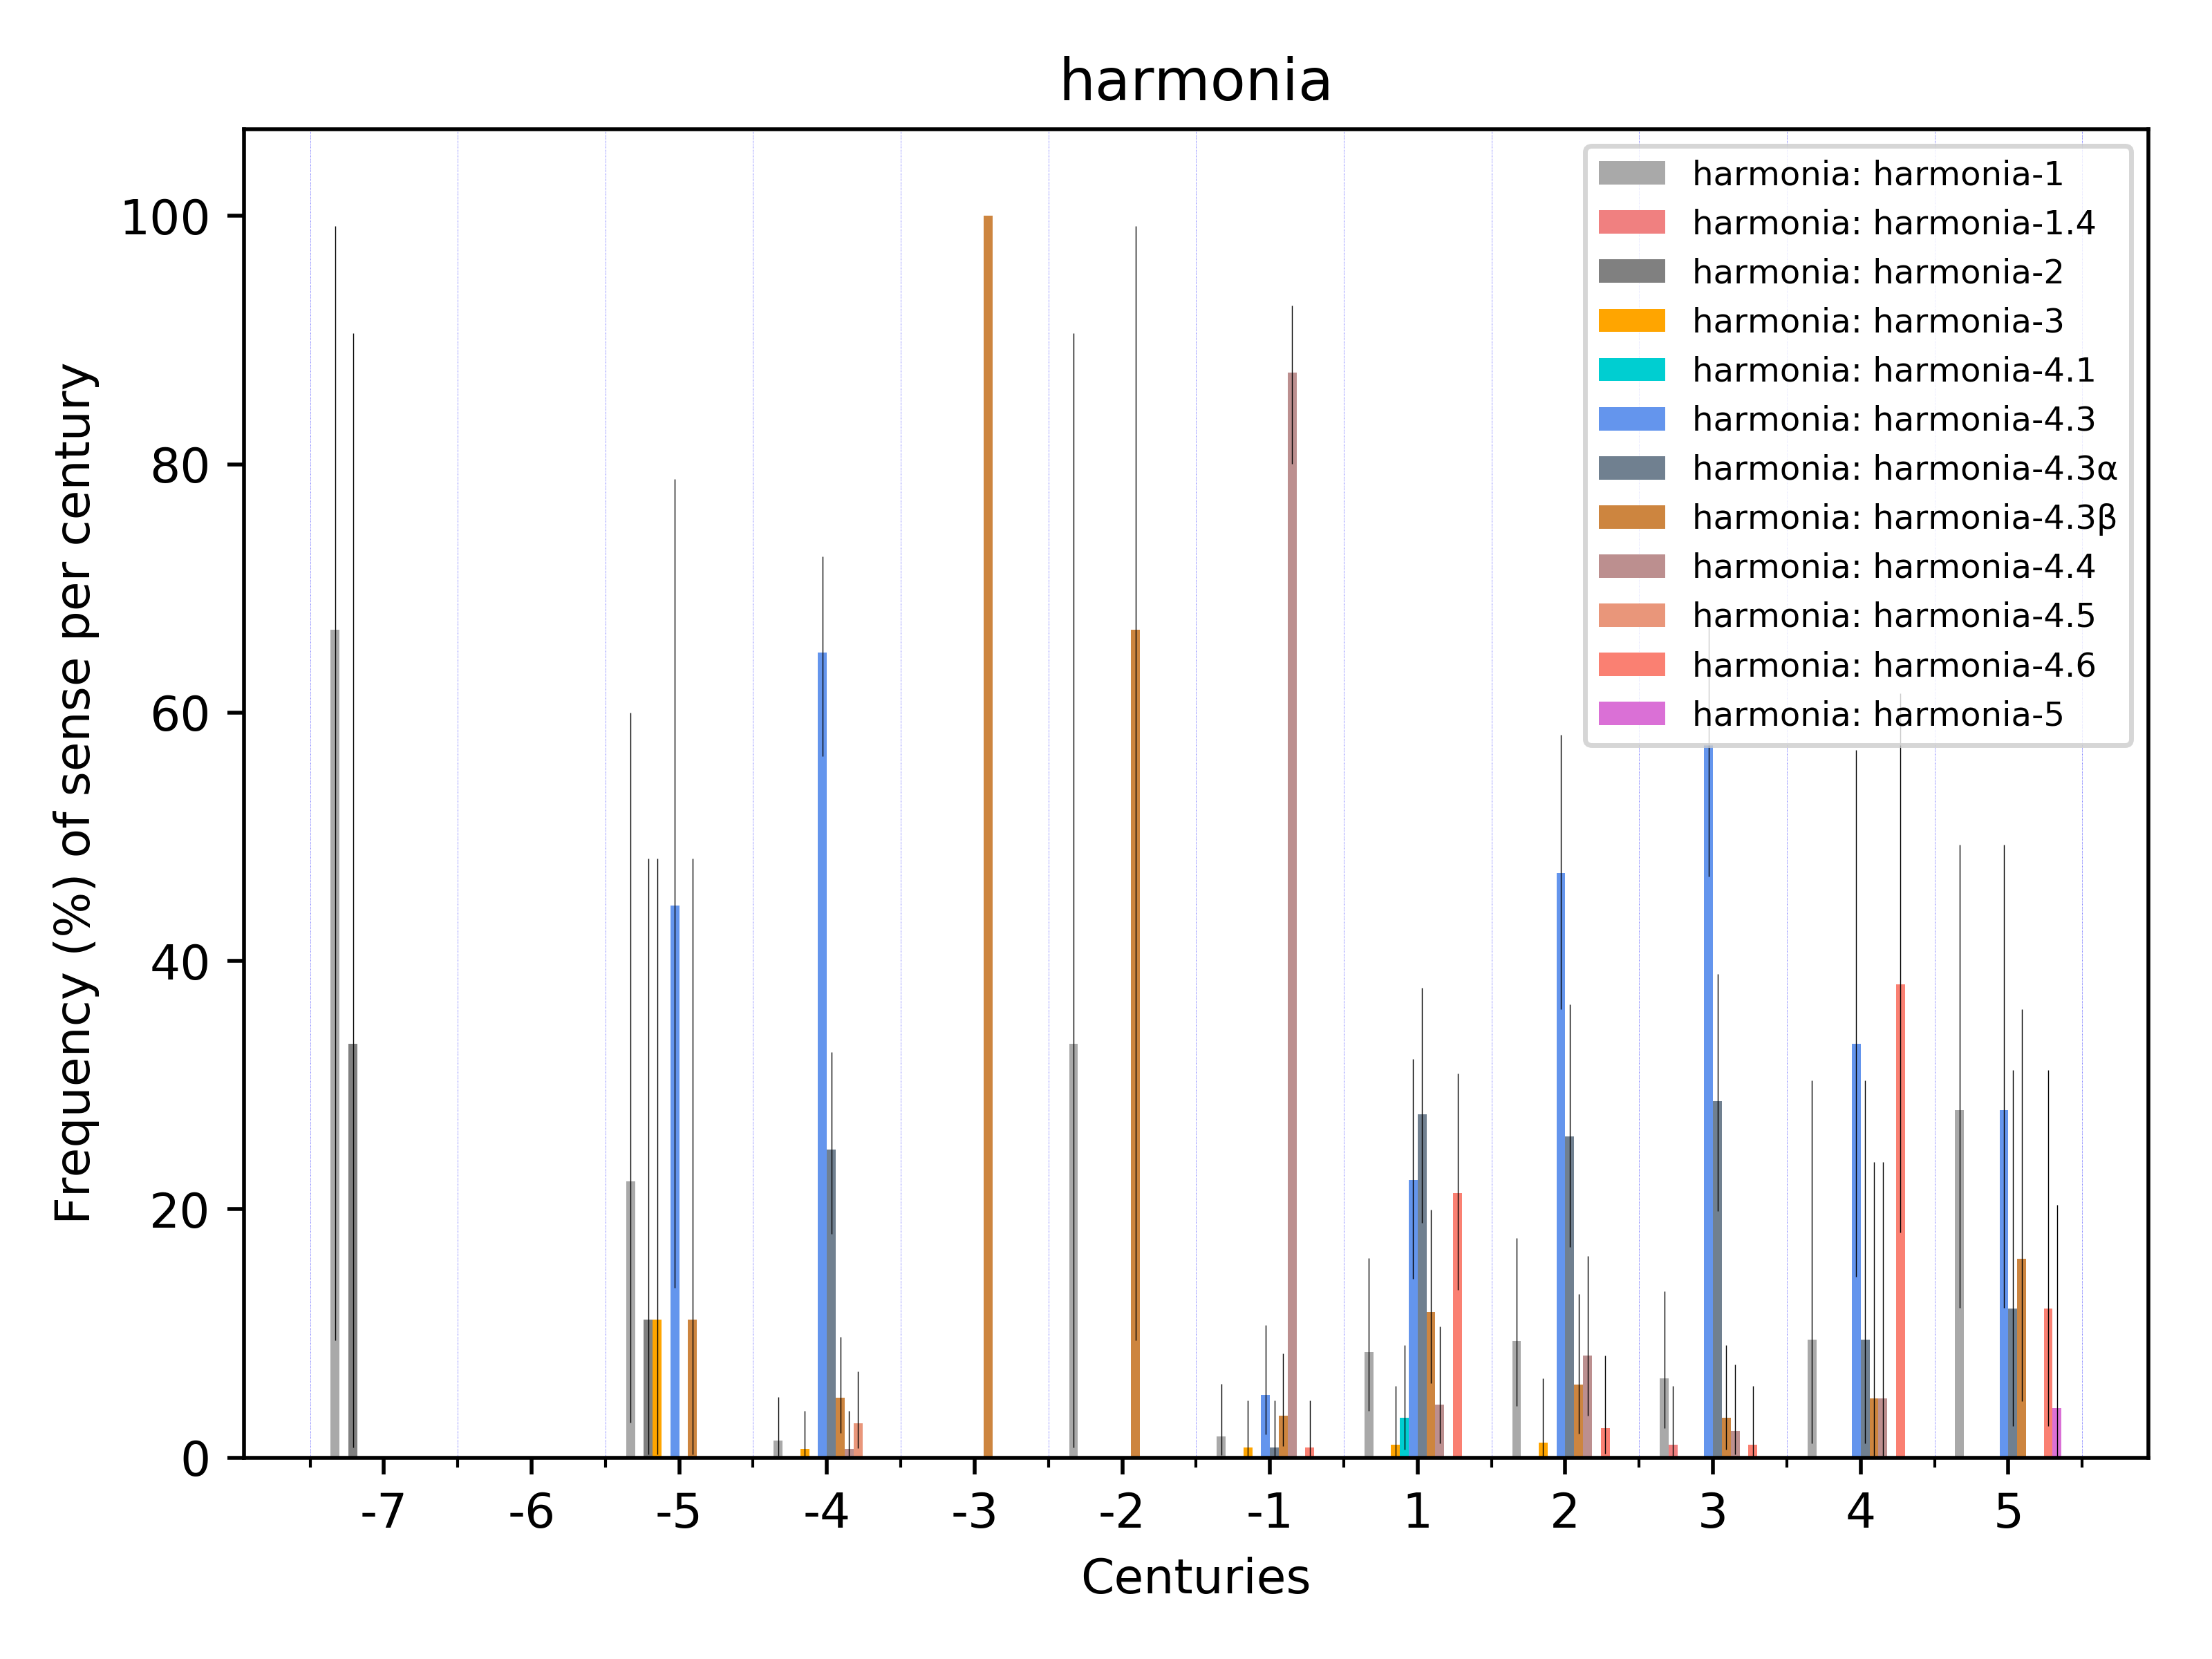 harmonia
harmonia: harmonia-1
harmonia: harmonia-1.4
harmonia: harmonia-2
harmonia: harmonia-3
harmonia: harmonia-4.1
harmonia: harmonia-4.3
harmonia: harmonia-4.3α
harmonia: harmonia-4.3β
harmonia: harmonia-4.4
harmonia: harmonia-4.5
harmonia: harmonia-4.6
harmonia: harmonia-5
Frequency (%) of sense per century
100
80
60
40
20
0
-7 -6 -5 -4 -3 -2 -1 1 2 3 4 5
Centuries